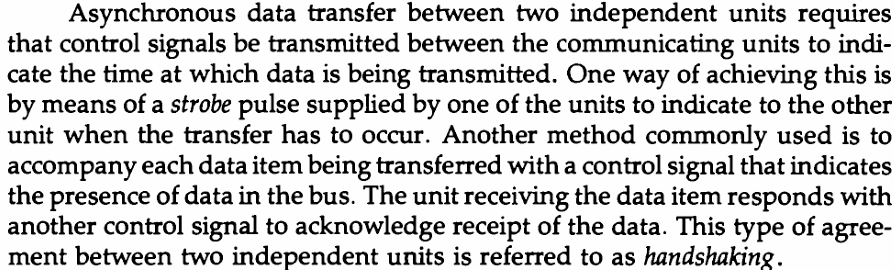 Asynchronous data transfer between two independent units requires
that control signals be transmitted between the communicating units to indi-
cate the time at which data is being transmitted. One way of achieving this is
by means of a strobe pulse supplied by one of the units to indicate to the other
unit when the transfer has to occur. Another method commonly used is to
accompany each data item being transferred with a control signal that indicates
the presence of data in the bus. The unit receiving the data item responds with
another control signal to acknowledge receipt of the data. This type of agree-
ment between two independent units is referred to as handshaking.